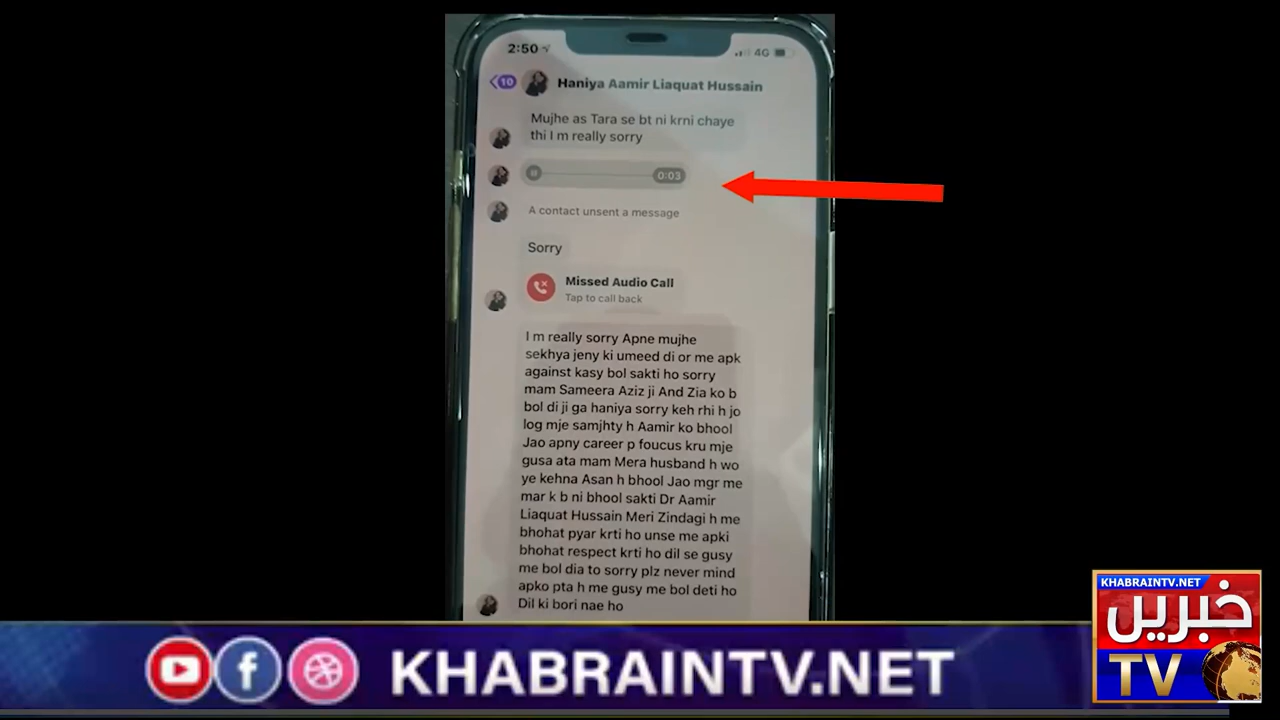 2:50
4G
10
Haniya Aamir Liaquat Hussain
Mujhe as Tara se bt ni krni chaye
thi I m really sorry
0:03
A contact unsent a message
Sorry
Missed Audio Call
Tap to call back
I m really sorry Apne mujhe
sekhya jeny ki umeed di or me apk
against kasy bol sakti ho sorry
mam Sameera Aziz ji And Zia ko b
bol di ji ga haniya sorry keh rhi h jo
log mje samjhty h Aamir ko bhool
Jao apny career p foucus kru mje
gusa ata mam Mera husband h wo
ye kehna Asan h bhool Jao mgr me
mar k b ni bhool sakti Dr Aamir
Liaquat Hussain Meri Zindagi h me
bhohat pyar krti ho unse me apki
bhohat respect krti ho dil se gusy
me bol dia to sorry plz never mind
apko pta h me gusy me bol deti ho
Dil ki bori nae ho
KHABRAINTV.NET
خبریں
TV
KHABRAINTV.NET